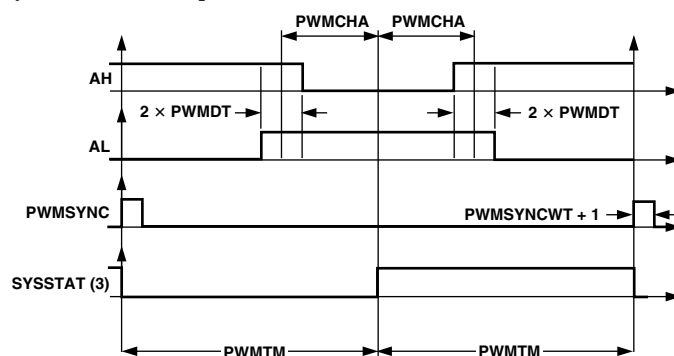 PWMCHA PWMCHA
AH
2 × PWMDT 2 × PWMDT
AL
PWMSYNC PWMSYNCWT + 1
SYSSTAT (3)
PWMTM PWMTM